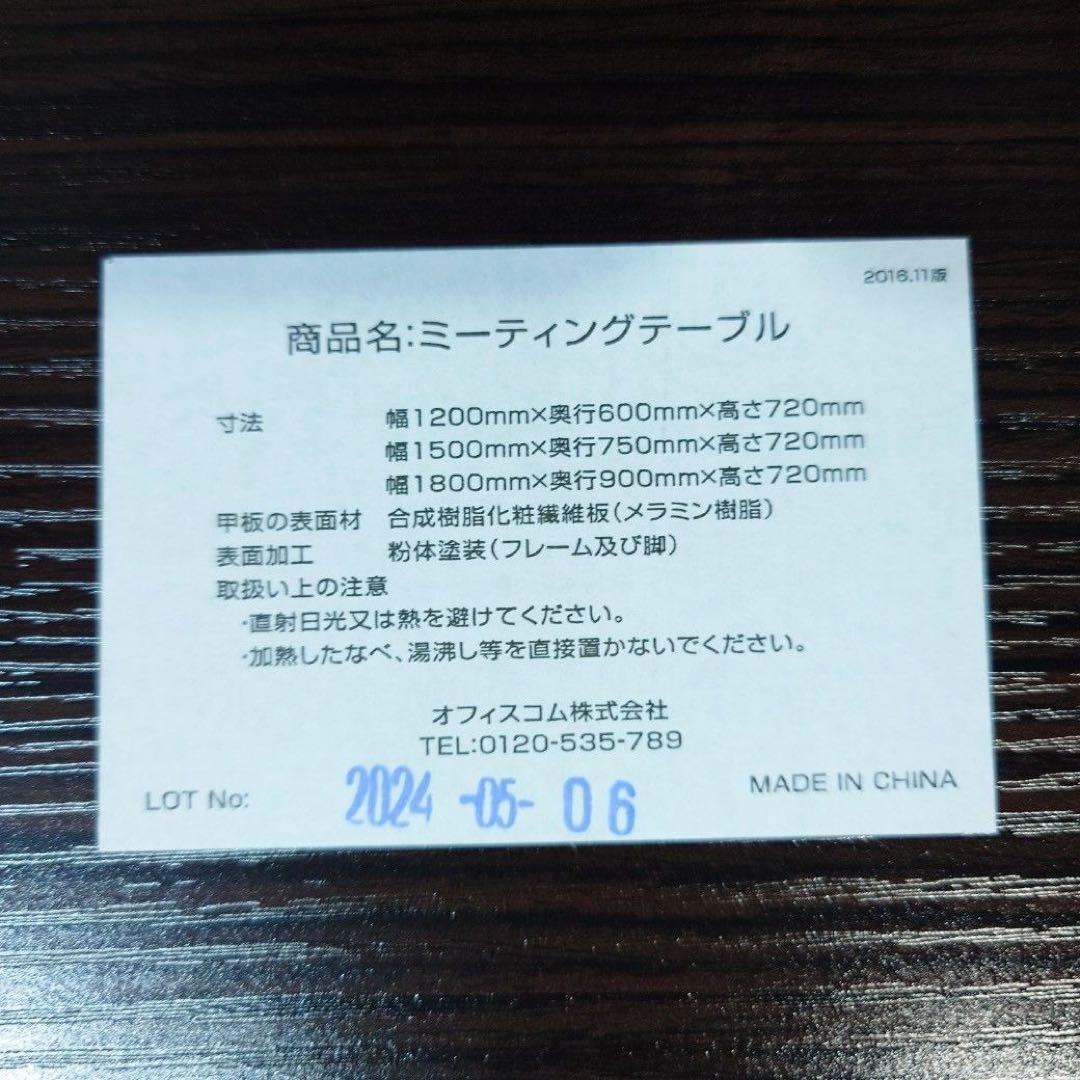 2016.11版
商品名:ミーティングテーブル
寸法 幅1200mm×奥行600mm×高さ720mm
幅1500mm×奥行750mm×高さ720mm
幅1800mm×奥行900mm×高さ720mm
甲板の表面材 合成樹脂化粧繊維板(メラミン樹脂)
表面加工 粉体塗装(フレーム及び脚)
取扱い上の注意
・直射日光又は熱を避けてください。
・加熱したなべ、湯沸し等を直接置かないでください。
オフィスコム株式会社
TEL:0120-535-789
LOT No: 2024-05-06 MADE IN CHINA